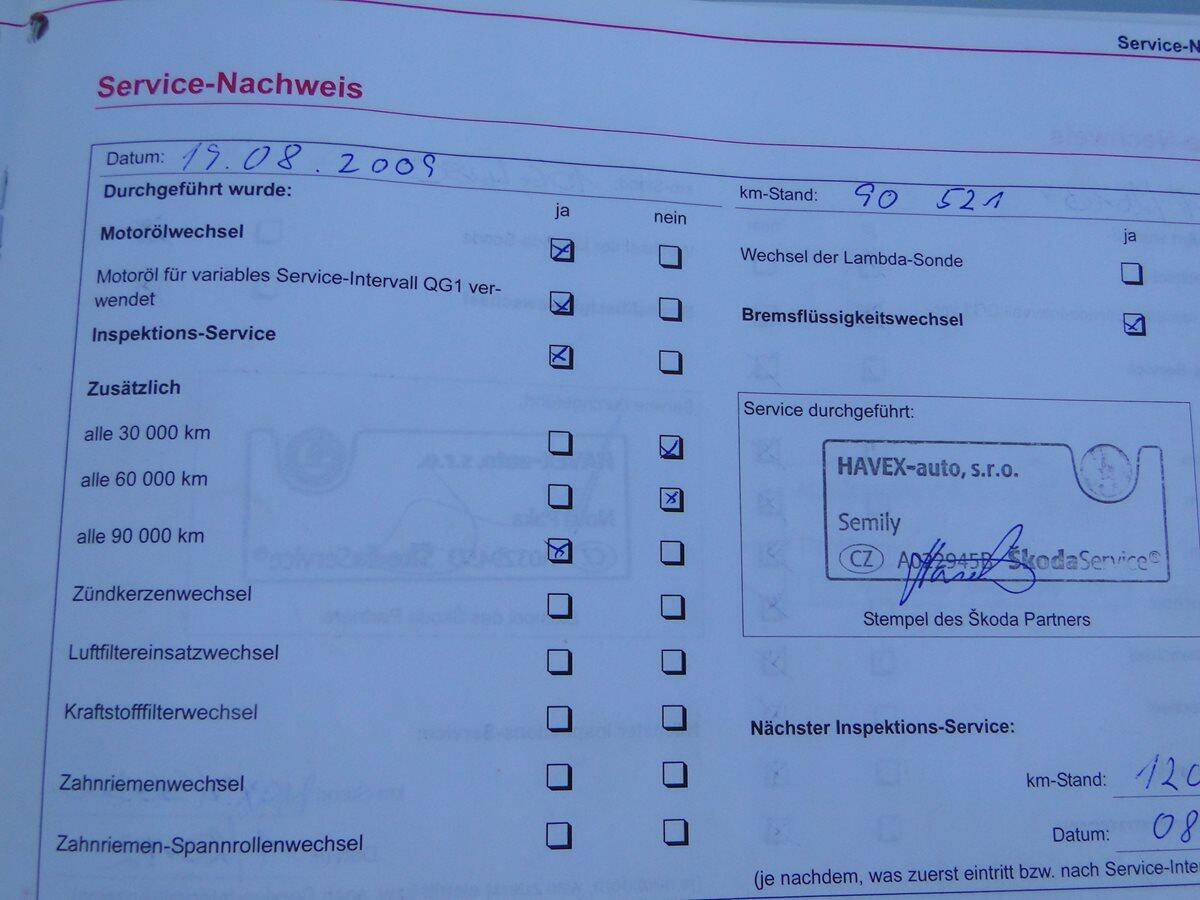 Service-N
Service-Nachweis
Datum: 19.08.2009
Durchgeführt wurde:
ja
nein
Motorölwechsel
Motoröl für variables Service-Intervall QG1 ver-
wendet
Inspektions-Service
Zusätzlich
alle 30 000 km
alle 60 000 km
alle 90 000 km
Zündkerzenwechsel
Luftfiltereinsatzwechsel
Kraftstofffilterwechsel
Zahnriemenwechsel
Zahnriemen-Spannrollenwechsel
km-Stand: 90 521
ja
Wechsel der Lambda-Sonde
Bremsflüssigkeitswechsel
Service durchgeführt:
HAVEX-auto, s.r.o.
Semily
CZ ŠkodaService©
Stempel des Škoda Partners
Nächster Inspektions-Service:
km-Stand: 120
Datum: 08
(je nachdem, was zuerst eintritt bzw. nach Service-Inter